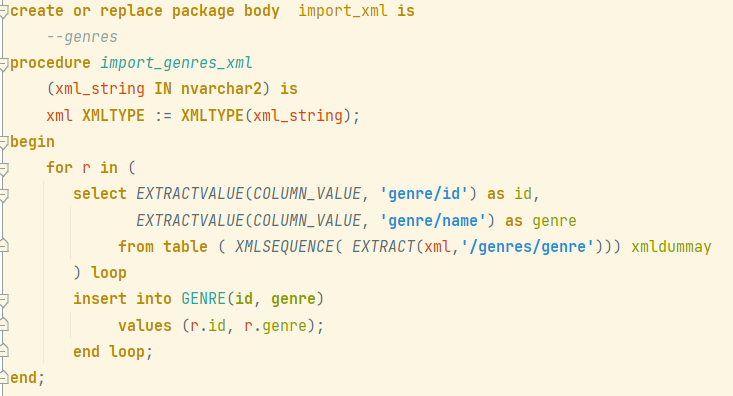 create or replace package body  import_xml is
    --genres
procedure import_genres_xml
    (xml_string IN nvarchar2) is
    xml XMLTYPE := XMLTYPE(xml_string);
begin
    for r in (
       select EXTRACTVALUE(COLUMN_VALUE, 'genre/id') as id,
              EXTRACTVALUE(COLUMN_VALUE, 'genre/name') as genre
            from table ( XMLSEQUENCE( EXTRACT(xml,'/genres/genre'))) xmldummay
       ) loop
       insert into GENRE(id, genre)
            values (r.id, r.genre);
       end loop;
end;